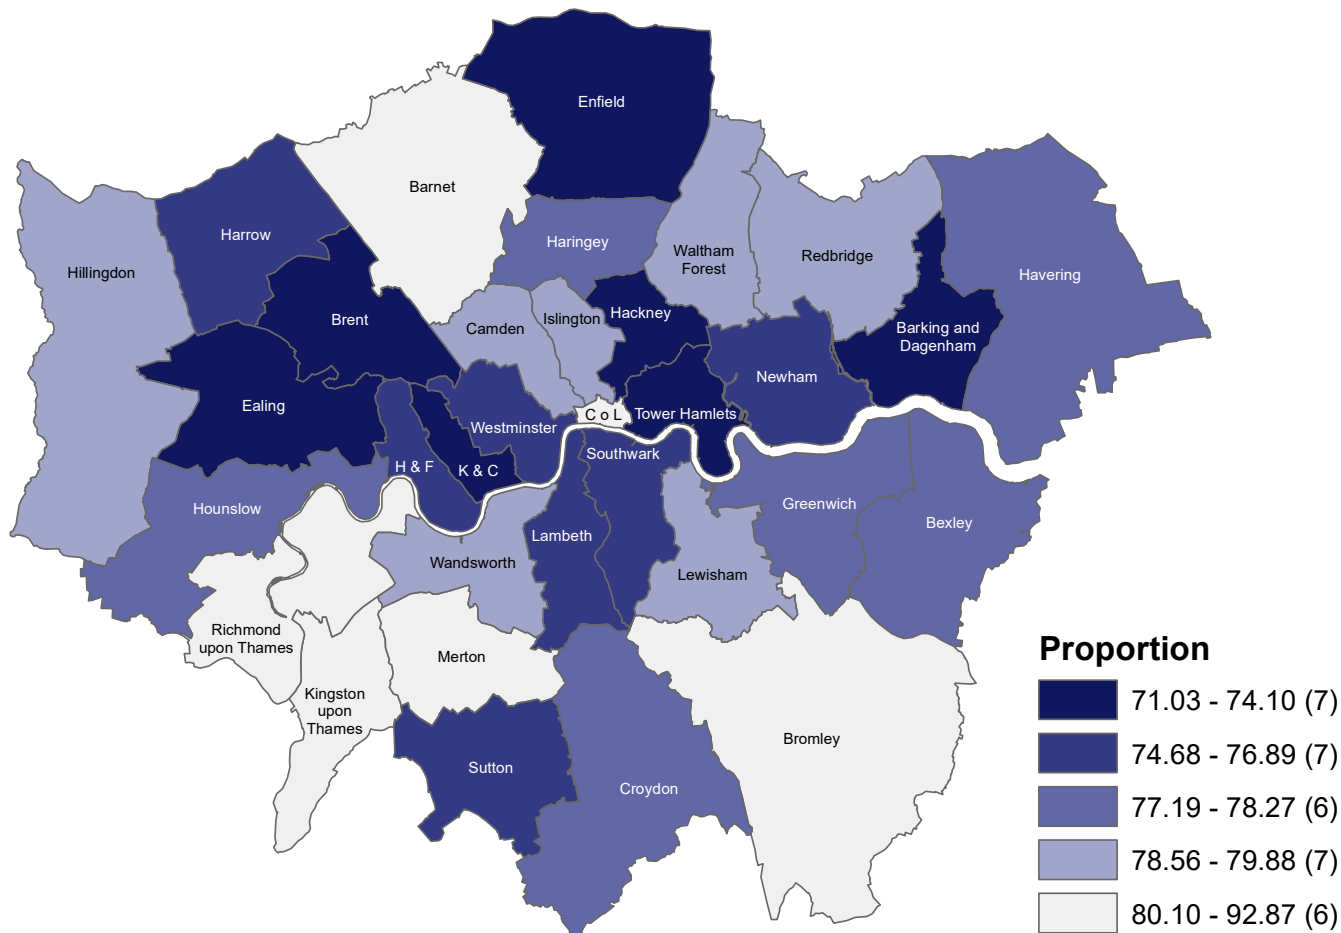 Enfield
Barnet
Harrow
Haringey
Waltham
Forest
Redbridge
Hillingdon
Havering
Brent
Camden
Islington
Hackney
Barking and
Dagenham
Newham
Ealing
Westminster
C o L
Tower Hamlets
H & F
K & C
Southwark
Hounslow
Greenwich
Bexley
Lambeth
Wandsworth
Lewisham
Richmond
upon Thames
Merton
Kingston
upon
Thames
Sutton
Bromley
Croydon
Proportion
71.03 - 74.10 (7)
74.68 - 76.89 (7)
77.19 - 78.27 (6)
78.56 - 79.88 (7)
80.10 - 92.87 (6)